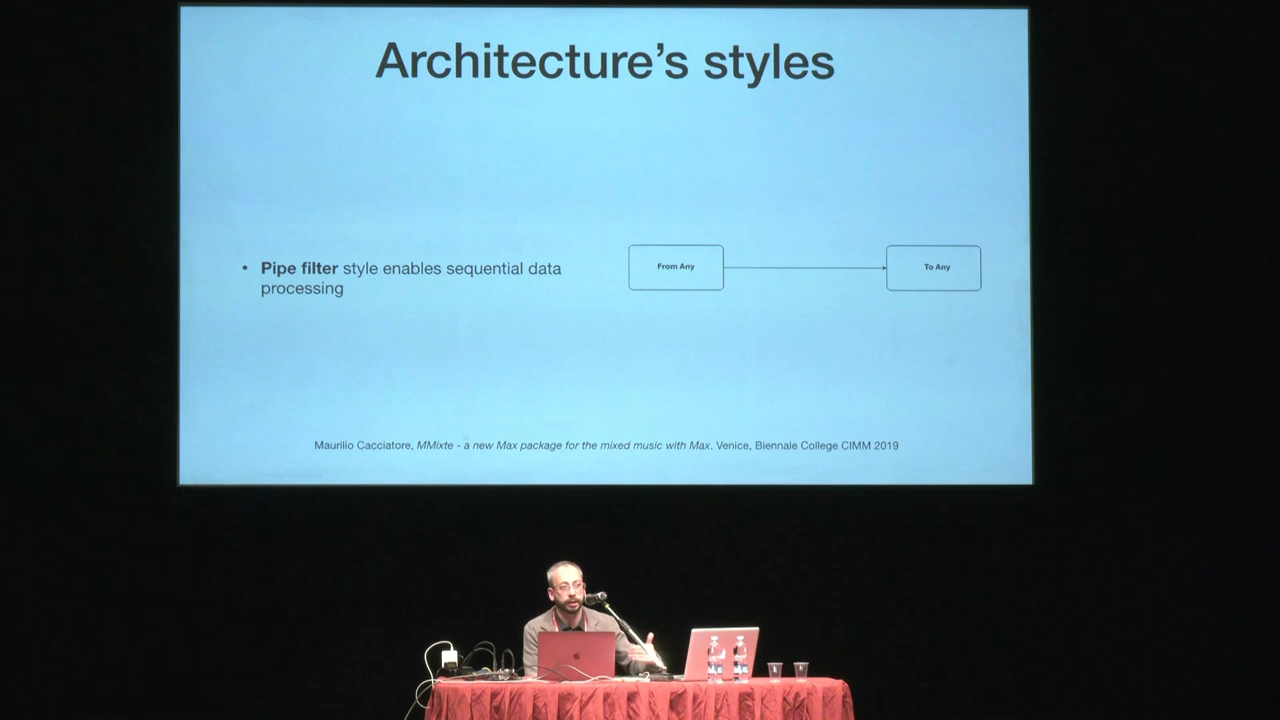 Architecture’s styles
• Pipe filter style enables sequential data
processing
From Any
To Any
Maurilio Cacciatore, MMixte - a new Max package for the mixed music with Max. Venice, Biennale College CIMM 2019